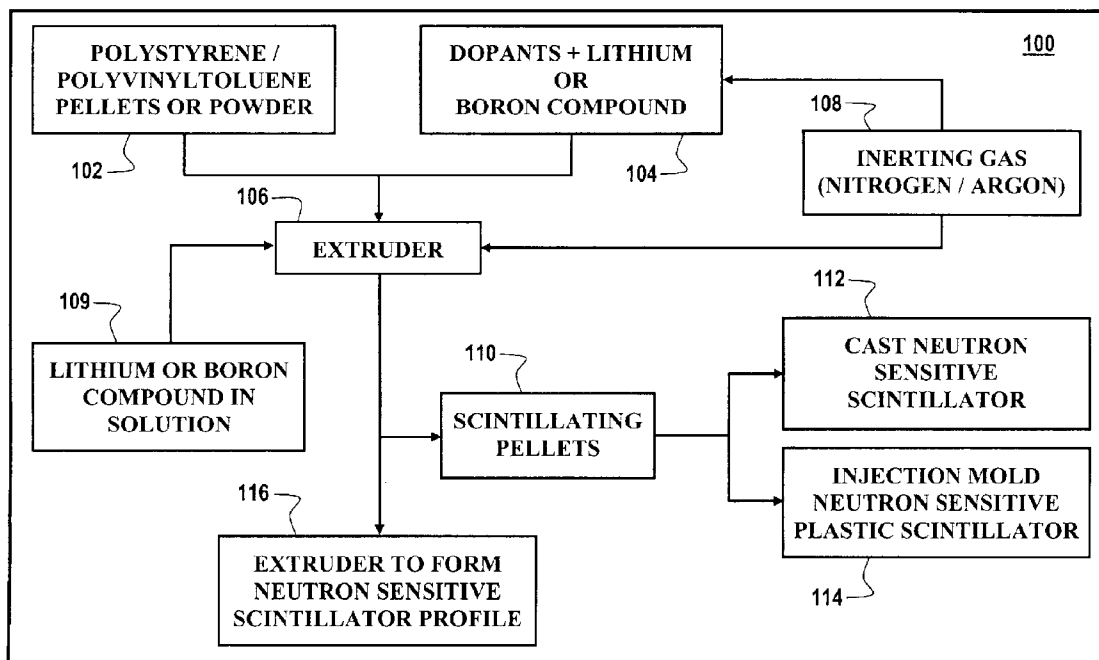 100
POLYSTYRENE /
POLYVINYLTOLUENE
PELLETS OR POWDER
102
DOPANTS + LITHIUM
OR
BORON COMPOUND
104
108
INERTING GAS
(NITROGEN / ARGON)
106
EXTRUDER
109
LITHIUM OR BORON
COMPOUND IN
SOLUTION
110
SCINTILLATING
PELLETS
112
CAST NEUTRON
SENSITIVE
SCINTILLATOR
INJECTION MOLD
NEUTRON SENSITIVE
PLASTIC SCINTILLATOR
114
116
EXTRUDER TO FORM
NEUTRON SENSITIVE
SCINTILLATOR PROFILE